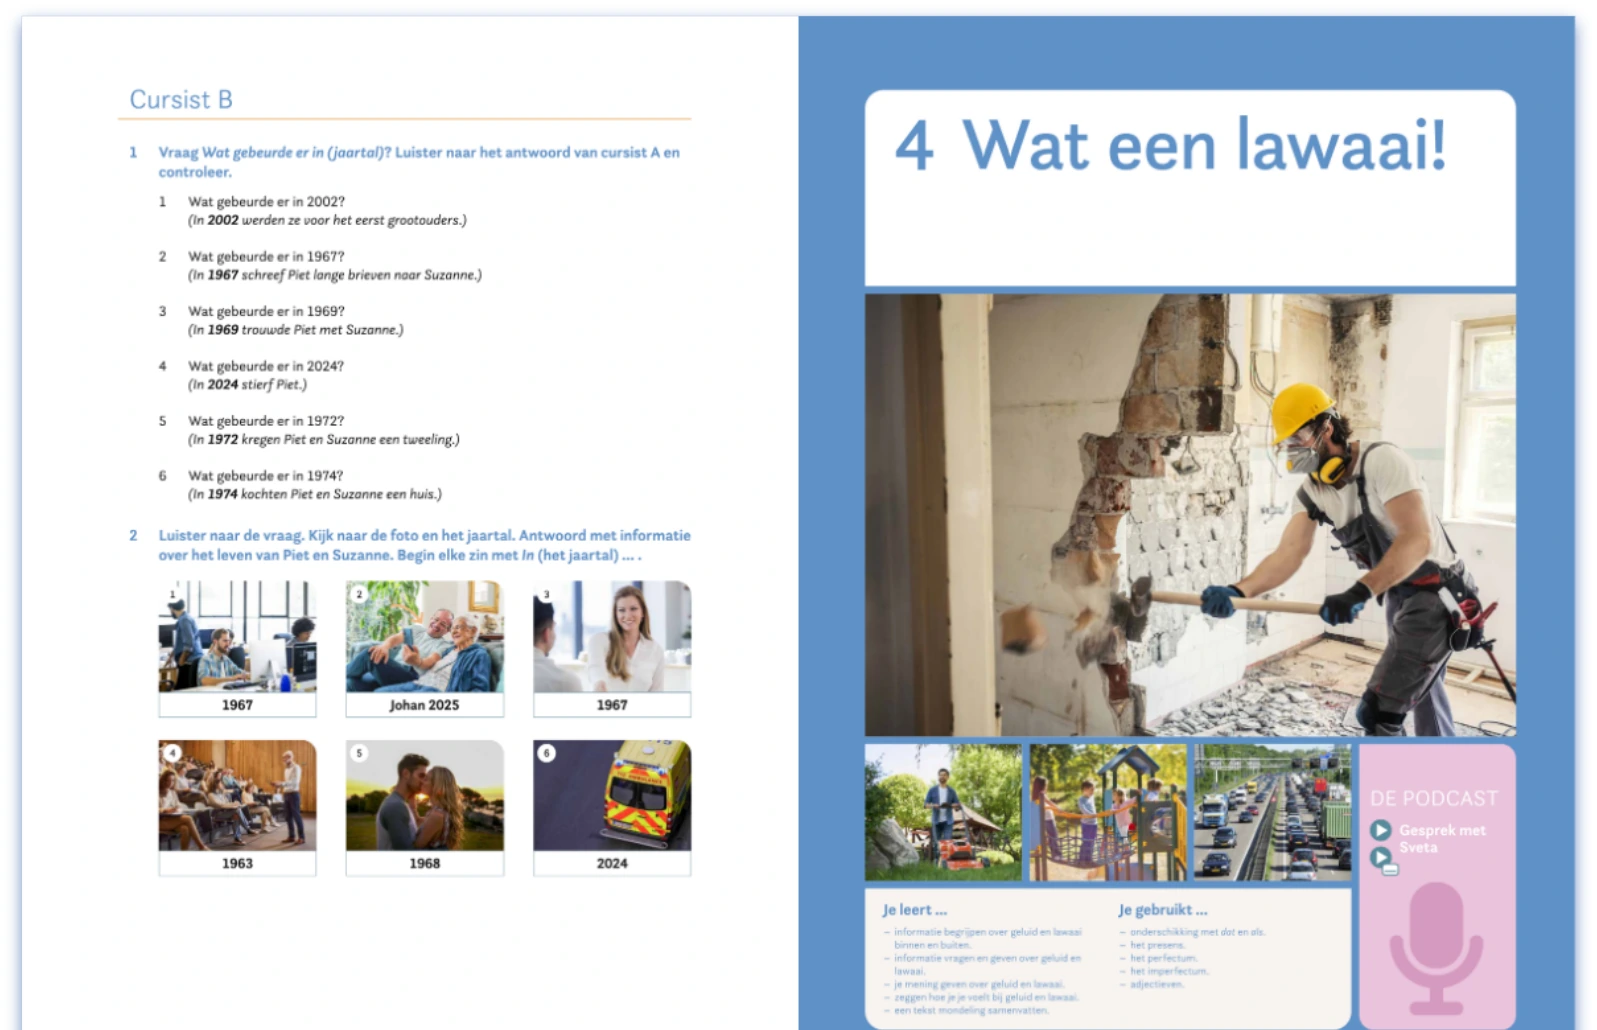 Cursist B
1 Vraag Wat gebeurde er in (jaartal)? Luister naar het antwoord van cursist A en
controleer.
1 Wat gebeurde er in 2002?
(In 2002 werden ze voor het eerst grootouders.)
2 Wat gebeurde er in 1967?
(In 1967 schreef Piet lange brieven naar Suzanne.)
3 Wat gebeurde er in 1969?
(In 1969 trouwde Piet met Suzanne.)
4 Wat gebeurde er in 2024?
(In 2024 stierf Piet.)
5 Wat gebeurde er in 1972?
(In 1972 kregen Piet en Suzanne een tweeling.)
6 Wat gebeurde er in 1974?
(In 1974 kochten Piet en Suzanne een huis.)
2 Luister naar de vraag. Kijk naar de foto en het jaartal. Antwoord met informatie
over het leven van Piet en Suzanne. Begin elke zin met In (het jaartal) ... .
1
2
3
1967
Johan 2025
1967
4
5
6
1963
1968
2024
4 Wat een lawaai!
DE PODCAST
Gesprek met
Sveta
Je leert ...
– informatie begrijpen over geluid en lawaai
binnen en buiten.
– informatie vragen en geven over geluid en
lawaai.
– je mening geven over geluid en lawaai.
– zeggen hoe je je voelt bij geluid en lawaai.
– een tekst mondeling samenvatten.
Je gebruikt ...
– onderschikking met dat en als.
– het presens.
– het perfectum.
– het imperfectum.
– adjectieven.